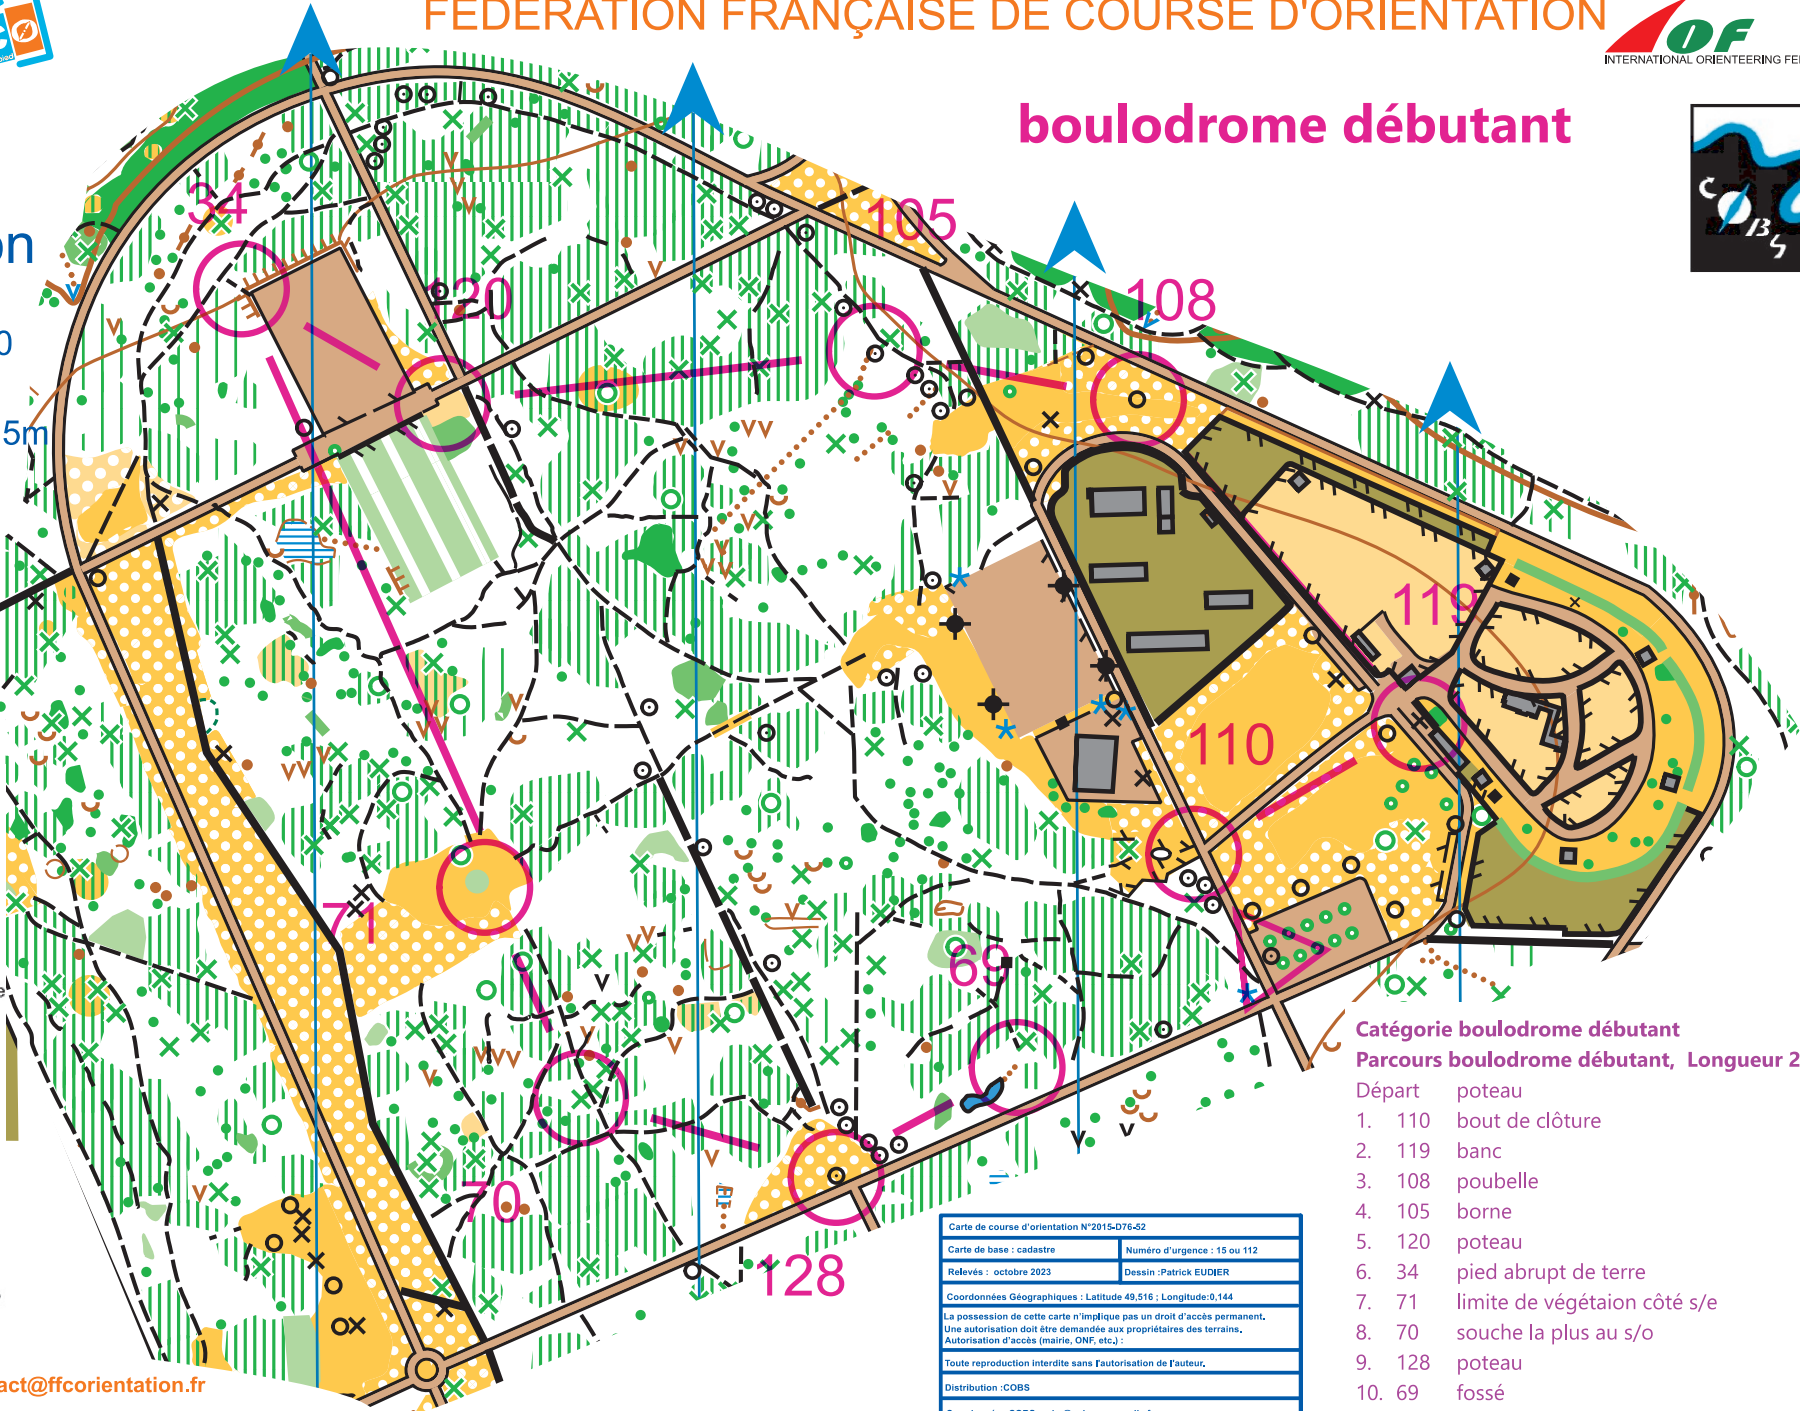 FEDERATION FRANÇAISE DE COURSE D'ORIENTATION
OF
INTERNATIONAL ORIENTEERING FE
boulodrome débutant
C O B S
on
0
5m
34
105
120
108
119
110
71
69
70
128
Catégorie boulodrome débutant
Parcours boulodrome débutant, Longueur 2
Départ poteau
1. 110 bout de clôture
2. 119 banc
3. 108 poubelle
4. 105 borne
5. 120 poteau
6. 34 pied abrupt de terre
7. 71 limite de végétaion côté s/e
8. 70 souche la plus au s/o
9. 128 poteau
10. 69 fossé
Carte de course d'orientation N°2015-D76-52
Carte de base : cadastre
Numéro d'urgence : 15 ou 112
Relevés : octobre 2023
Dessin :Patrick EUDIER
Coordonnées Géographiques : Latitude 49,516 ; Longitude:0,144
La possession de cette carte n'implique pas un droit d'accès permanent.
Une autorisation doit être demandée aux propriétaires des terrains.
Autorisation d'accès (mairie, ONF, etc.) :
Toute reproduction interdite sans l'autorisation de l'auteur.
Distribution :COBS
act@ffcorientation.fr